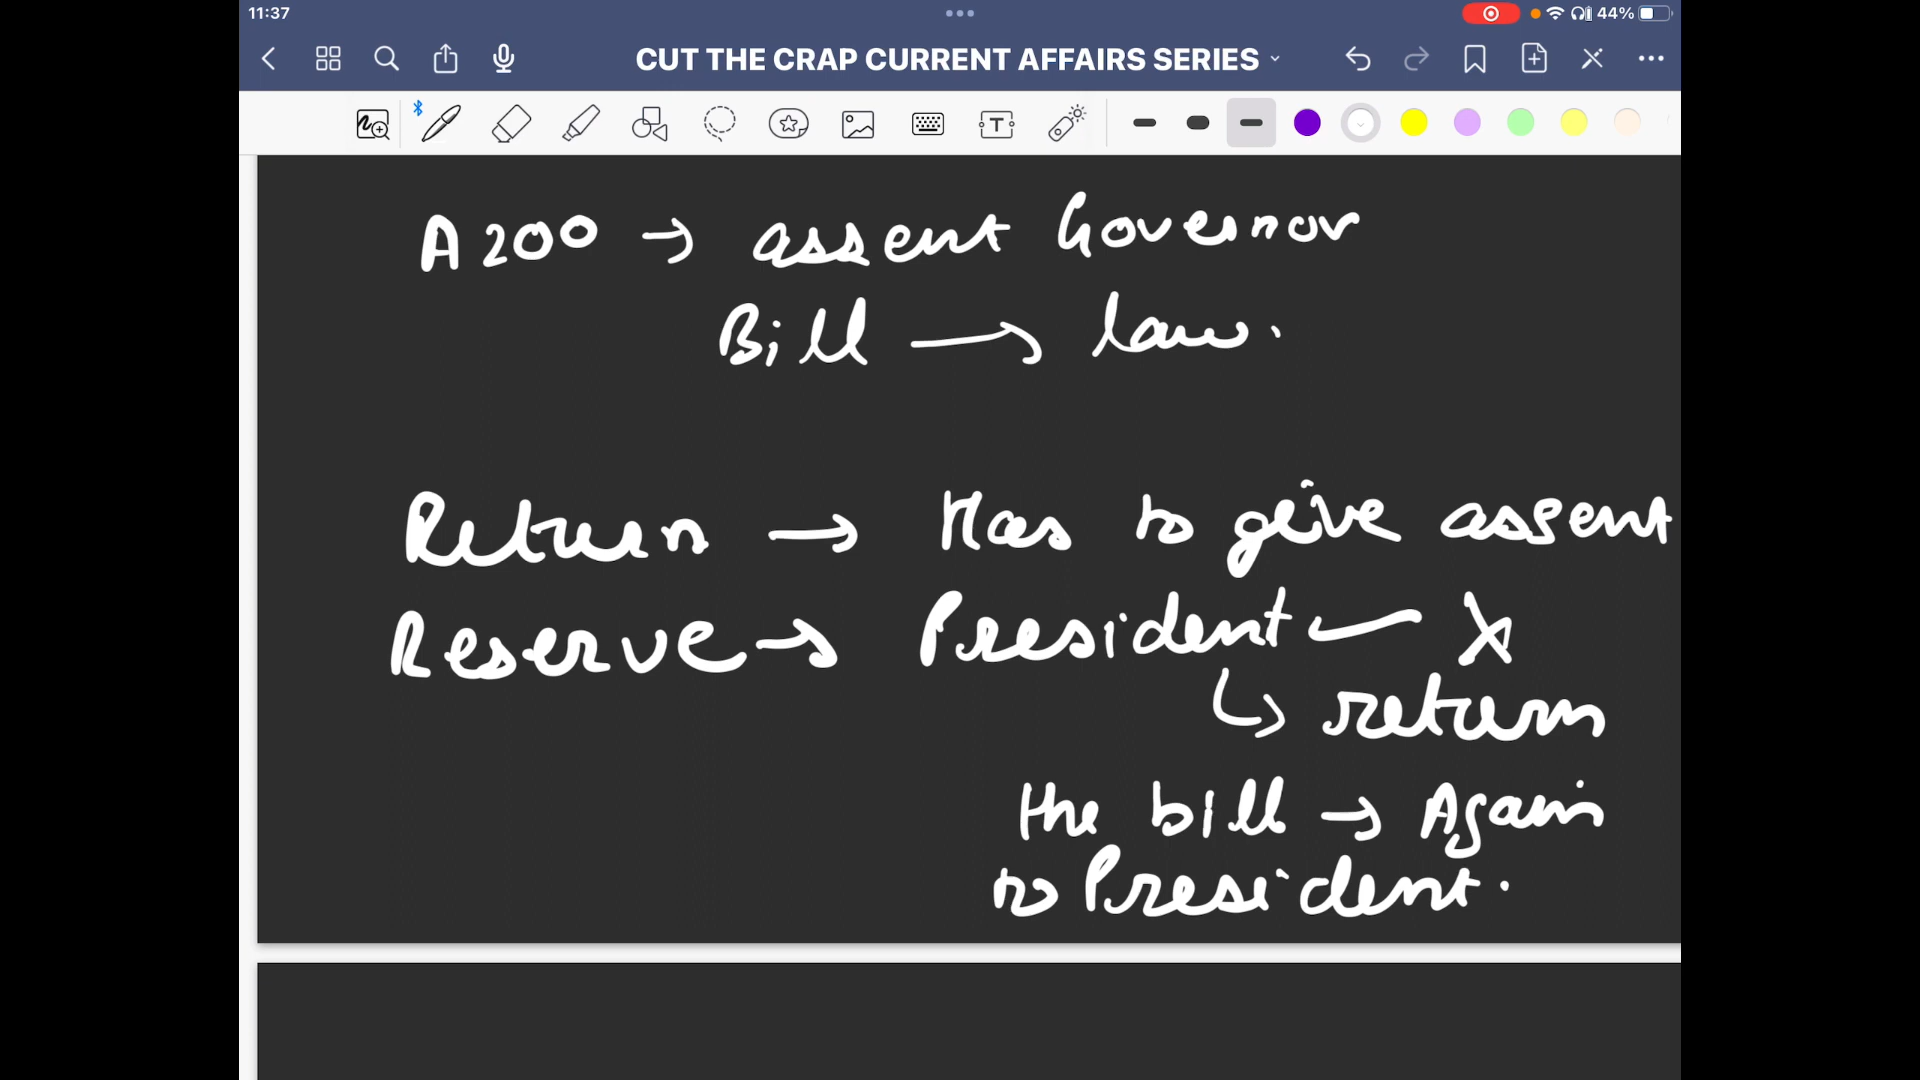 11:37
44%
CUT THE CRAP CURRENT AFFAIRS SERIES
T
A 200 → assent Governor
Bill → law.
Return → Has to give assent
Reserve → President — X
↳ return
the bill → Again
to President.